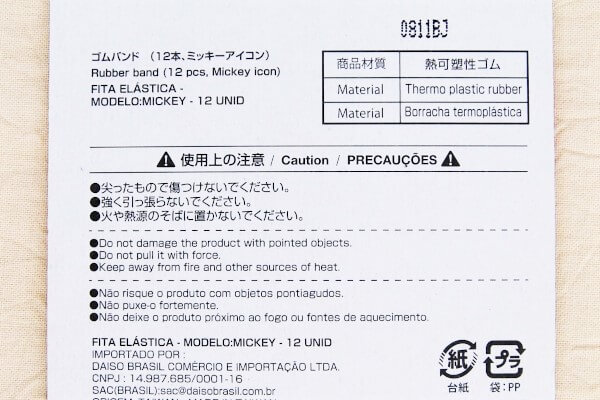 0811BJ
ゴムバンド （12本、ミッキーアイコン）
Rubber band (12 pcs, Mickey icon)
FITA ELÁSTICA -
MODELO:MICKEY - 12 UNID
商品材質 熱可塑性ゴム
Material Thermo plastic rubber
Material Borracha termoplástica
使用上の注意 / Caution / PRECAUÇÕES
●尖ったもので傷つけないでください。
●強く引っ張らないでください。
●火や熱源のそばに置かないでください。
●Do not damage the product with pointed objects.
●Do not pull it with force.
●Keep away from fire and other sources of heat.
●Não risque o produto com objetos pontiagudos.
●Não puxe-o fortemente.
●Não deixe o produto próximo ao fogo ou fontes de aquecimento.
FITA ELÁSTICA - MODELO:MICKEY - 12 UNID
IMPORTADO POR :
DAISO BRASIL COMÉRCIO E IMPORTAÇÃO LTDA.
CNPJ : 14.987.685/0001-16
SAC(BRASIL):sac@daisobrasil.com.br
紙 プラ
台紙 袋：PP